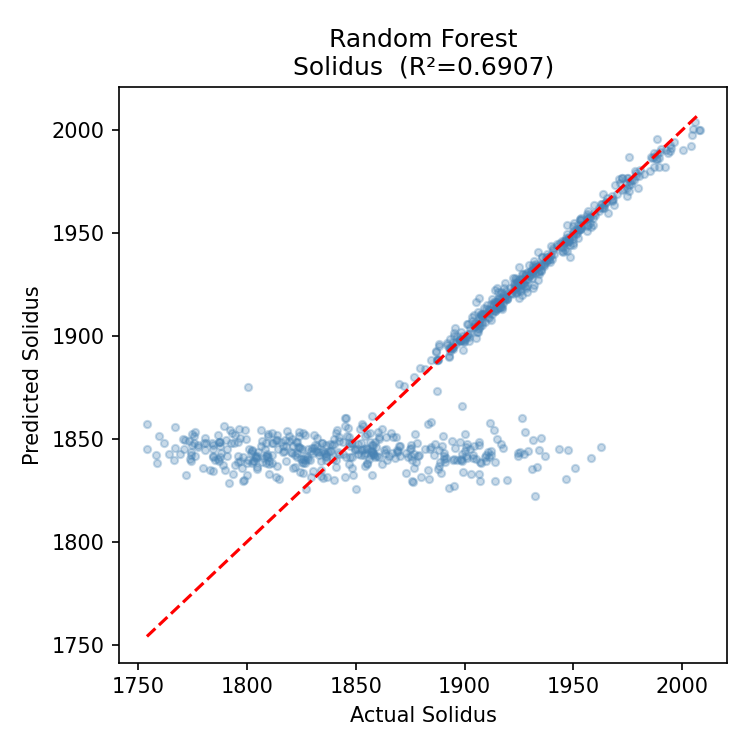 Random Forest
Solidus (R²=0.6907)
2000
1950
1900
1850
1800
1750
Predicted Solidus
1750 1800 1850 1900 1950 2000
Actual Solidus